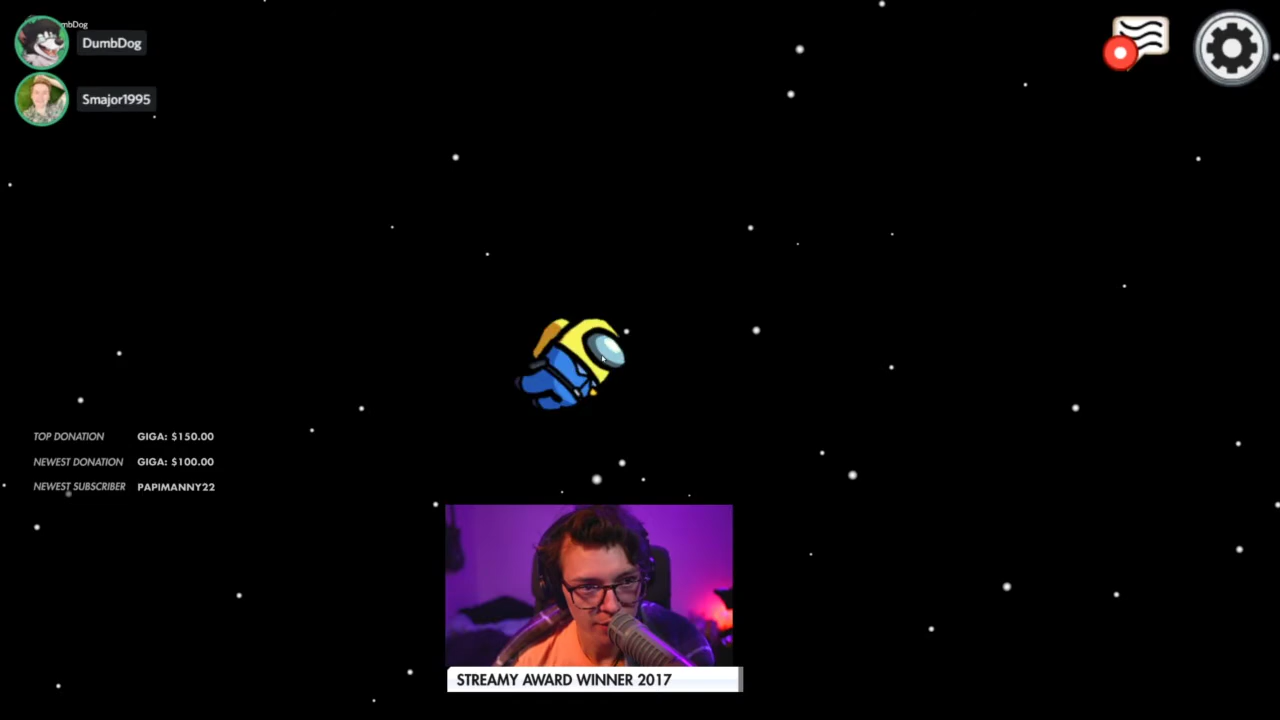 mbDog
DumbDog
Smajor1995
TOP DONATION GIGA: $150.00
NEWEST DONATION GIGA: $100.00
NEWEST SUBSCRIBER PAPIMANNY22
STREAMY AWARD WINNER 2017